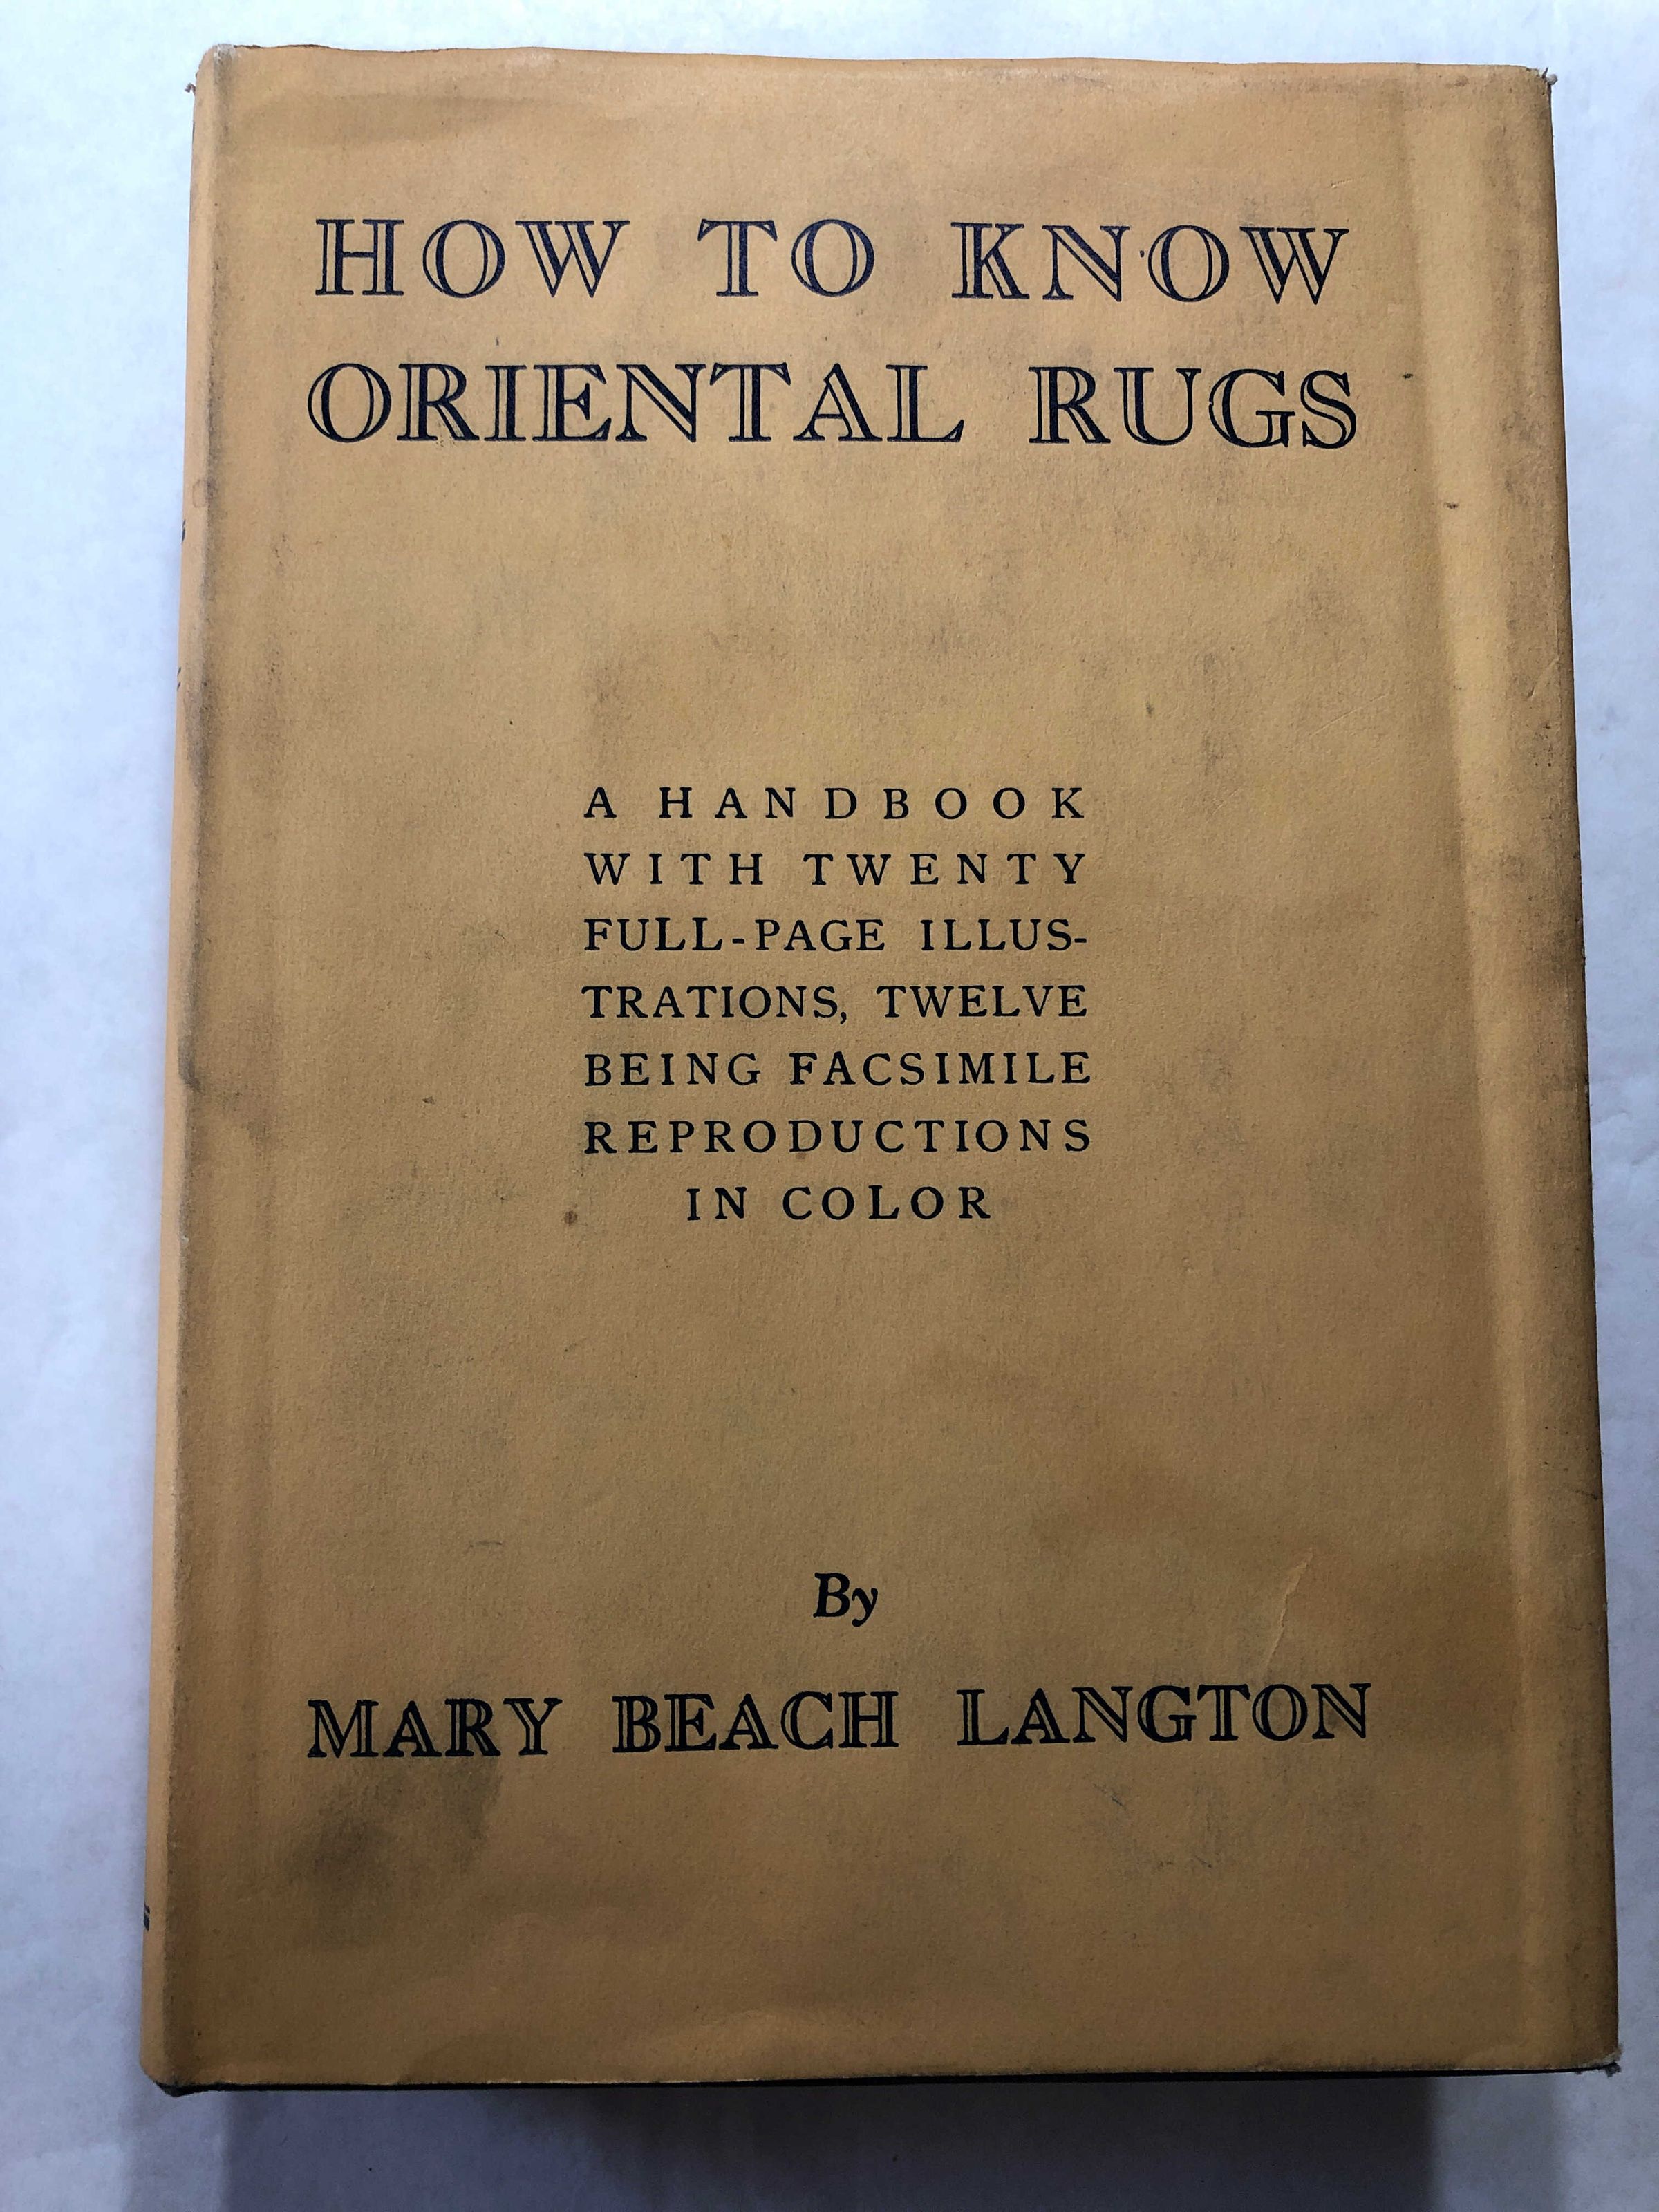 HOW TO KNOW
ORIENTAL RUGS
A HANDBOOK
WITH TWENTY
FULL-PAGE ILLUS-
TRATIONS, TWELVE
BEING FACSIMILE
REPRODUCTIONS
IN COLOR
By
MARY BEACH LANGTON